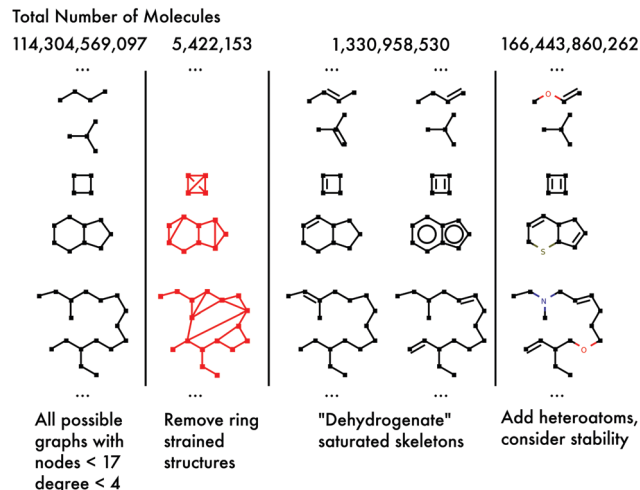 Total Number of Molecules
114,304,569,097 5,422,153 1,330,958,530 166,443,860,262
... ... ... ...
O
S
N
O
... ... ... ...
All possible
graphs with
nodes < 17
degree < 4
Remove ring
strained
structures
"Dehydrogenate"
saturated skeletons
Add heteroatoms,
consider stability